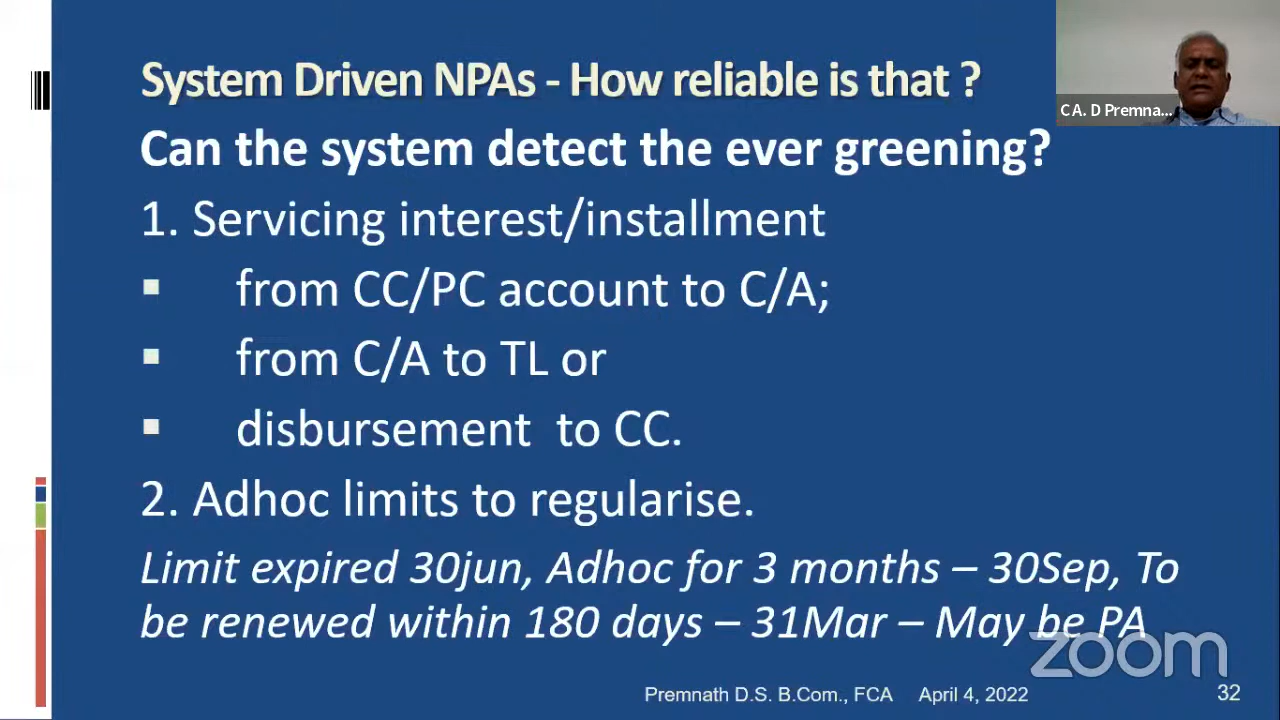 System Driven NPAs - How reliable is that ?
CA. D Premna...
Can the system detect the ever greening?
1. Servicing interest/installment
▪ from CC/PC account to C/A;
▪ from C/A to TL or
▪ disbursement to CC.
2. Adhoc limits to regularise.
Limit expired 30jun, Adhoc for 3 months – 30Sep, To
be renewed within 180 days – 31Mar – May be PA
zoom
Premnath D.S. B.Com., FCA April 4, 2022 32